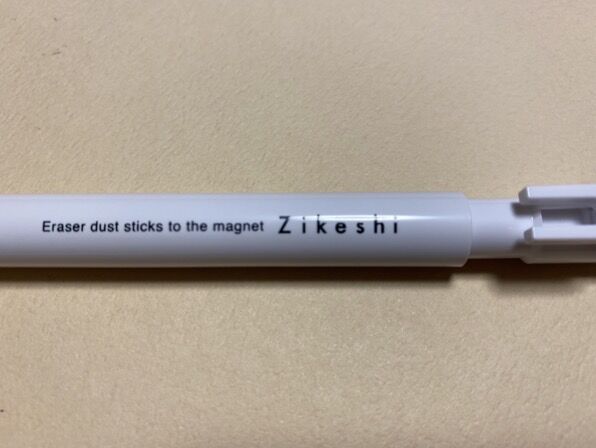 Eraser dust sticks to the magnet Zikeshi